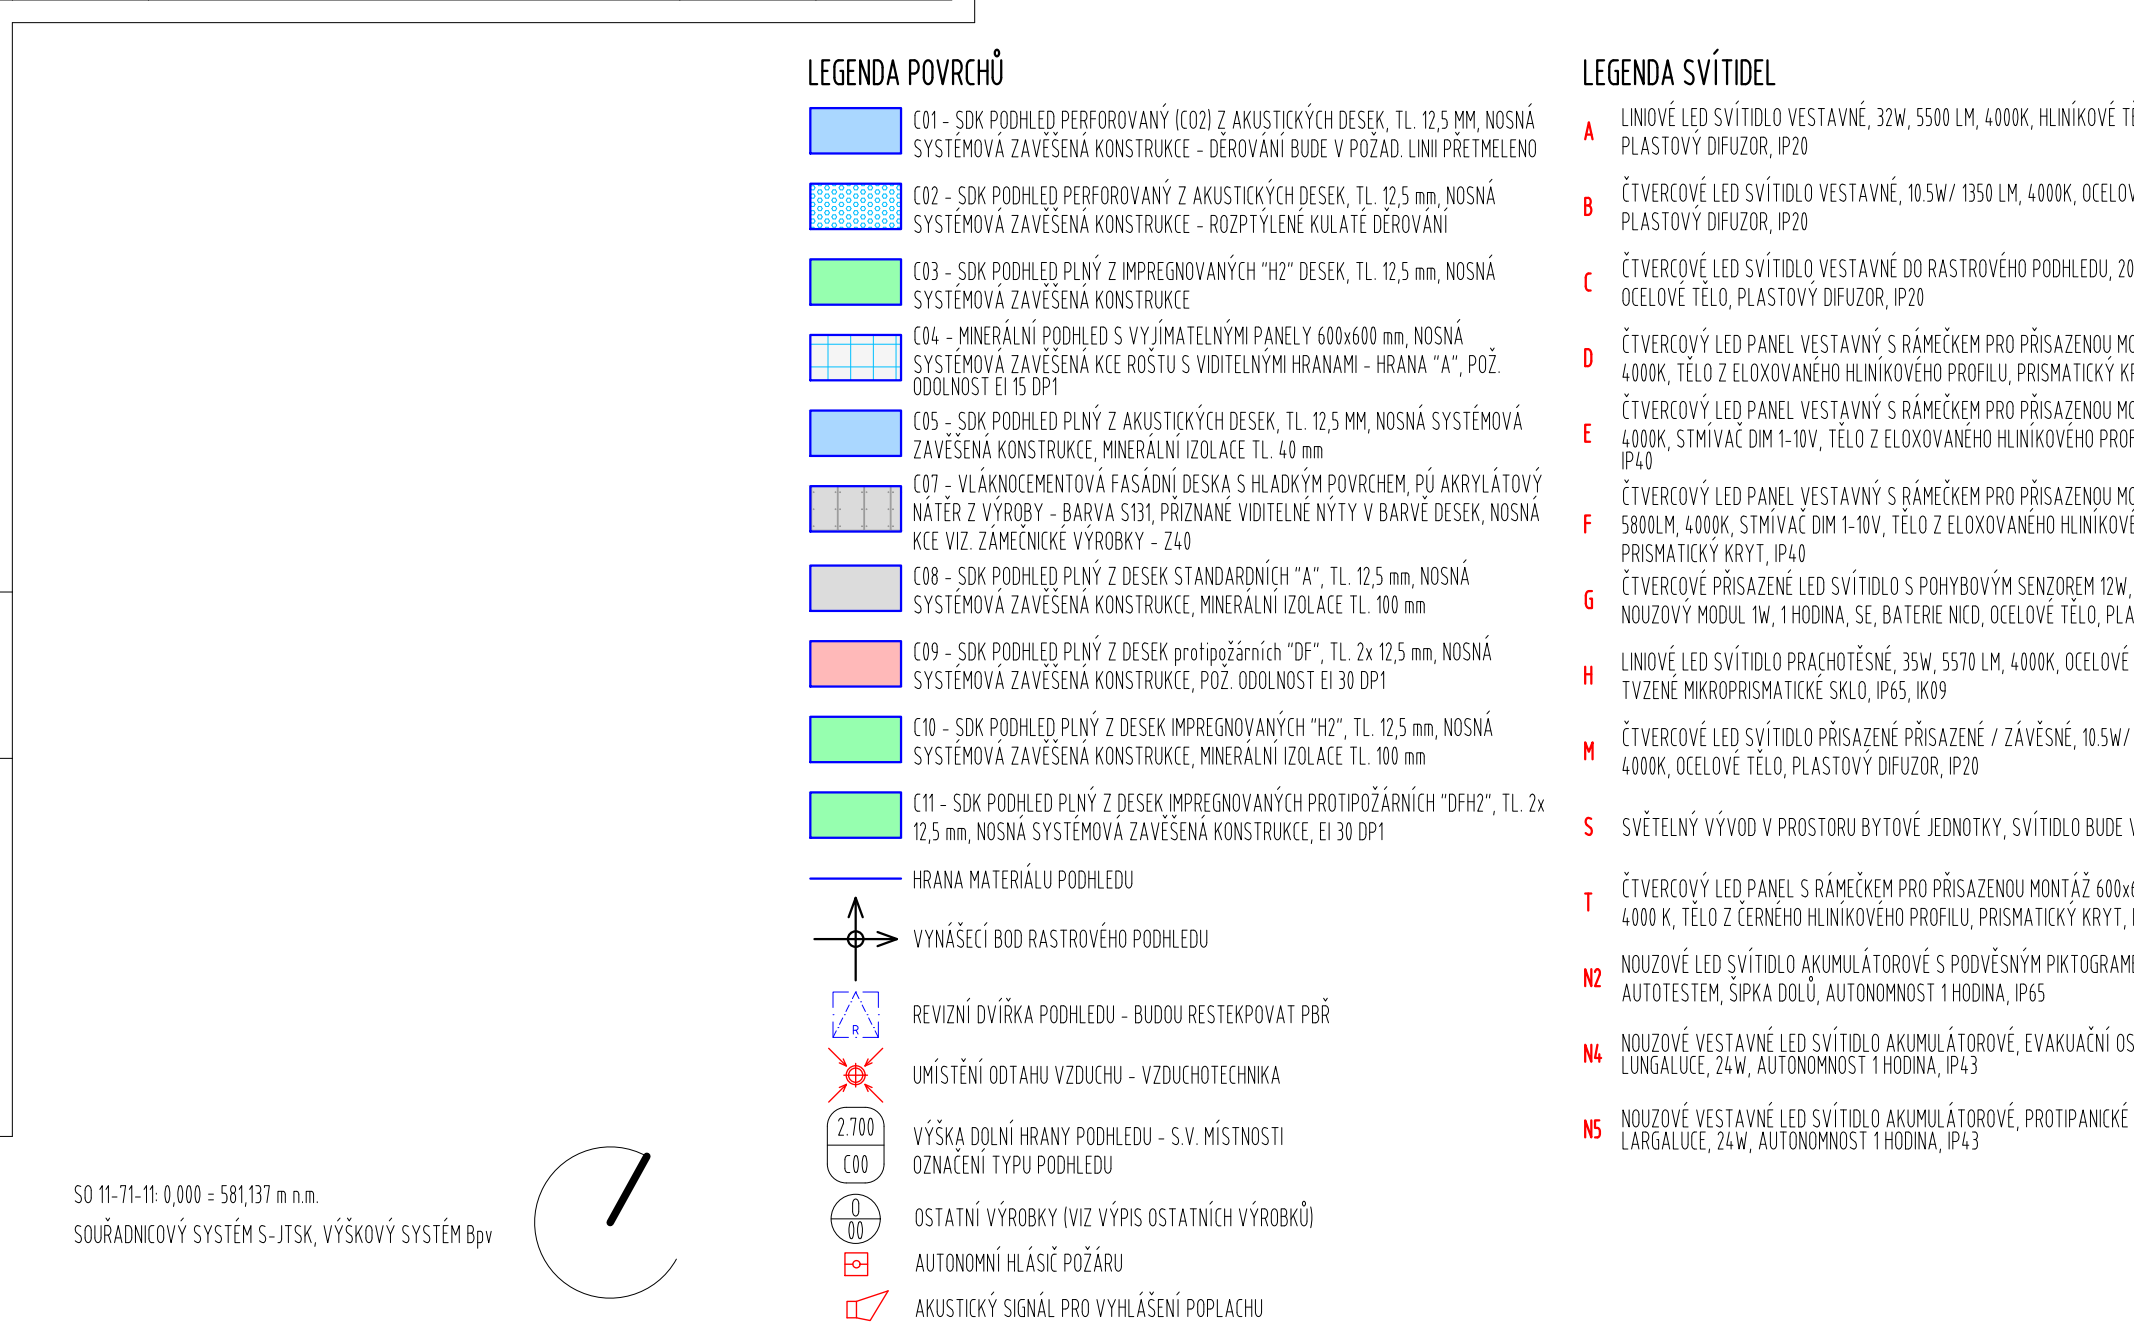 LEGENDA POVRCHŮ
C01 - SDK PODHLED PERFOROVANÝ (C02) Z AKUSTICKÝCH DESEK, TL. 12,5 MM, NOSNÁ
SYSTÉMOVÁ ZAVĚŠENÁ KONSTRUKCE - DĚROVÁNÍ BUDE V POŽAD. LINII PŘETMELENO
C02 - SDK PODHLED PERFOROVANÝ Z AKUSTICKÝCH DESEK, TL. 12,5 mm, NOSNÁ
SYSTÉMOVÁ ZAVĚŠENÁ KONSTRUKCE - ROZPTÝLENÉ KULATÉ DĚROVÁNÍ
C03 - SDK PODHLED PLNÝ Z IMPREGNOVANÝCH "H2" DESEK, TL. 12,5 mm, NOSNÁ
SYSTÉMOVÁ ZAVĚŠENÁ KONSTRUKCE
C04 - MINERÁLNÍ PODHLED S VYJÍMATELNÝMI PANELY 600x600 mm, NOSNÁ
SYSTÉMOVÁ ZAVĚŠENÁ KCE ROŠTU S VIDITELNÝMI HRANAMI - HRANA "A", POŽ.
ODOLNOST EI 15 DP1
C05 - SDK PODHLED PLNÝ Z AKUSTICKÝCH DESEK, TL. 12,5 MM, NOSNÁ SYSTÉMOVÁ
ZAVĚŠENÁ KONSTRUKCE, MINERÁLNÍ IZOLACE TL. 40 mm
C07 - VLÁKNOCEMENTOVÁ FASÁDNÍ DESKA S HLADKÝM POVRCHEM, PÚ AKRYLÁTOVÝ
NÁTĚR Z VÝROBY - BARVA S131, PŘIZNANÉ VIDITELNÉ NÝTY V BARVĚ DESEK, NOSNÁ
KCE VIZ. ZÁMEČNICKÉ VÝROBKY - Z40
C08 - SDK PODHLED PLNÝ Z DESEK STANDARDNÍCH "A", TL. 12,5 mm, NOSNÁ
SYSTÉMOVÁ ZAVĚŠENÁ KONSTRUKCE, MINERÁLNÍ IZOLACE TL. 100 mm
C09 - SDK PODHLED PLNÝ Z DESEK protipožárních "DF", TL. 2x 12,5 mm, NOSNÁ
SYSTÉMOVÁ ZAVĚŠENÁ KONSTRUKCE, POŽ. ODOLNOST EI 30 DP1
C10 - SDK PODHLED PLNÝ Z DESEK IMPREGNOVANÝCH "H2", TL. 12,5 mm, NOSNÁ
SYSTÉMOVÁ ZAVĚŠENÁ KONSTRUKCE, MINERÁLNÍ IZOLACE TL. 100 mm
C11 - SDK PODHLED PLNÝ Z DESEK IMPREGNOVANÝCH PROTIPOŽÁRNÍCH "DFH2", TL. 2x
12,5 mm, NOSNÁ SYSTÉMOVÁ ZAVĚŠENÁ KONSTRUKCE, EI 30 DP1
HRANA MATERIÁLU PODHLEDU
VYNÁŠECÍ BOD RASTROVÉHO PODHLEDU
R
REVIZNÍ DVÍŘKA PODHLEDU - BUDOU RESTEKPOVAT PBŘ
UMÍSTĚNÍ ODTAHU VZDUCHU - VZDUCHOTECHNIKA
2.700
C00
VÝŠKA DOLNÍ HRANY PODHLEDU - S.V. MÍSTNOSTI
OZNAČENÍ TYPU PODHLEDU
0
00
OSTATNÍ VÝROBKY (VIZ VÝPIS OSTATNÍCH VÝROBKŮ)
AUTONOMNÍ HLÁSIČ POŽÁRU
AKUSTICKÝ SIGNÁL PRO VYHLÁŠENÍ POPLACHU
LEGENDA SVÍTIDEL
A
LINIOVÉ LED SVÍTIDLO VESTAVNÉ, 32W, 5500 LM, 4000K, HLINÍKOVÉ TĚ
PLASTOVÝ DIFUZOR, IP20
B
ČTVERCOVÉ LED SVÍTIDLO VESTAVNÉ, 10.5W/ 1350 LM, 4000K, OCELOV
PLASTOVÝ DIFUZOR, IP20
C
ČTVERCOVÉ LED SVÍTIDLO VESTAVNÉ DO RASTROVÉHO PODHLEDU, 20
OCELOVÉ TĚLO, PLASTOVÝ DIFUZOR, IP20
D
ČTVERCOVÝ LED PANEL VESTAVNÝ S RÁMEČKEM PRO PŘISAZENOU MO
4000K, TĚLO Z ELOXOVANÉHO HLINÍKOVÉHO PROFILU, PRISMATICKÝ KR
E
ČTVERCOVÝ LED PANEL VESTAVNÝ S RÁMEČKEM PRO PŘISAZENOU MO
4000K, STMÍVAČ DIM 1-10V, TĚLO Z ELOXOVANÉHO HLINÍKOVÉHO PROF
IP40
F
ČTVERCOVÝ LED PANEL VESTAVNÝ S RÁMEČKEM PRO PŘISAZENOU MO
5800LM, 4000K, STMÍVAČ DIM 1-10V, TĚLO Z ELOXOVANÉHO HLINÍKOVÉ
PRISMATICKÝ KRYT, IP40
G
ČTVERCOVÉ PŘISAZENÉ LED SVÍTIDLO S POHYBOVÝM SENZOREM 12W,
NOUZOVÝ MODUL 1W, 1 HODINA, SE, BATERIE NICD, OCELOVÉ TĚLO, PLA
H
LINIOVÉ LED SVÍTIDLO PRACHOTĚSNÉ, 35W, 5570 LM, 4000K, OCELOVÉ
TVZENÉ MIKROPRISMATICKÉ SKLO, IP65, IK09
M
ČTVERCOVÉ LED SVÍTIDLO PŘISAZENÉ PŘISAZENÉ / ZÁVĚSNÉ, 10.5W/
4000K, OCELOVÉ TĚLO, PLASTOVÝ DIFUZOR, IP20
S
SVĚTELNÝ VÝVOD V PROSTORU BYTOVÉ JEDNOTKY, SVÍTIDLO BUDE V
T
ČTVERCOVÝ LED PANEL S RÁMEČKEM PRO PŘISAZENOU MONTÁŽ 600x6
4000 K, TĚLO Z ČERNÉHO HLINÍKOVÉHO PROFILU, PRISMATICKÝ KRYT, I
N2
NOUZOVÉ LED SVÍTIDLO AKUMULÁTOROVÉ S PODVĚSNÝM PIKTOGRAME
AUTOTESTEM, ŠIPKA DOLŮ, AUTONOMNOST 1 HODINA, IP65
N4
NOUZOVÉ VESTAVNÉ LED SVÍTIDLO AKUMULÁTOROVÉ, EVAKUAČNÍ OS
LUNGALUCE, 24W, AUTONOMNOST 1 HODINA, IP43
N5
NOUZOVÉ VESTAVNÉ LED SVÍTIDLO AKUMULÁTOROVÉ, PROTIPANICKÉ
LARGALUCE, 24W, AUTONOMNOST 1 HODINA, IP43
SO 11-71-11: 0,000 = 581,137 m n.m.
SOUŘADNICOVÝ SYSTÉM S-JTSK, VÝŠKOVÝ SYSTÉM Bpv